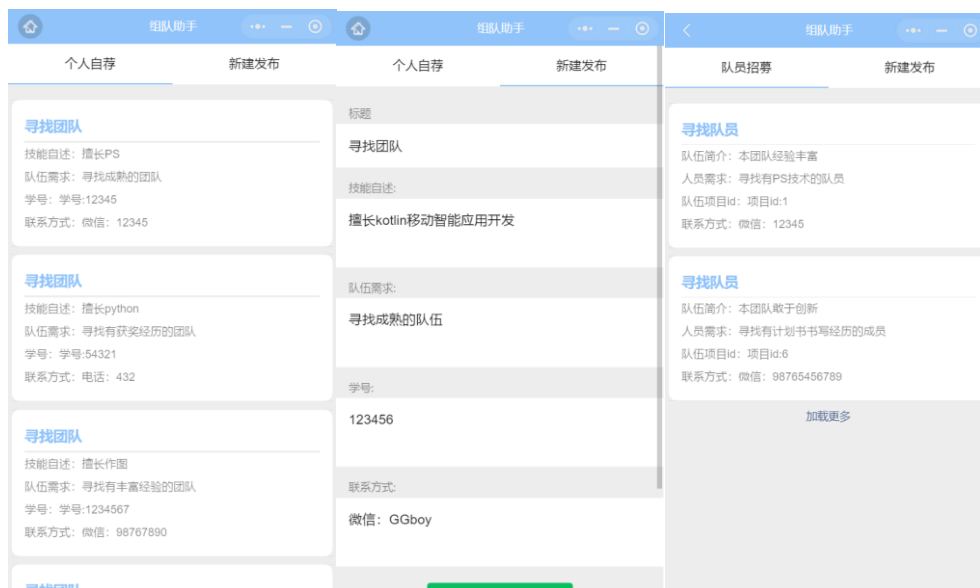 组队助手
个人自荐
新建发布
寻找团队
技能自述：擅长PS
队伍需求：寻找成熟的团队
学号：学号:12345
联系方式：微信：12345
寻找团队
技能自述：擅长python
队伍需求：寻找有获奖经历的团队
学号：学号:54321
联系方式：电话：432
寻找团队
技能自述：擅长作图
队伍需求：寻找有丰富经验的团队
学号：学号:1234567
联系方式：微信：98767890
寻找团队
组队助手
个人自荐
新建发布
标题
寻找团队
技能自述:
擅长kotlin移动智能应用开发
队伍需求:
寻找成熟的队伍
学号:
123456
联系方式:
微信：GGboy
组队助手
队员招募
新建发布
寻找队员
队伍简介：本团队经验丰富
人员需求：寻找有PS技术的队员
队伍项目id：项目id:1
联系方式：微信：12345
寻找队员
队伍简介：本团队敢于创新
人员需求：寻找有计划书书写经历的成员
队伍项目id：项目id:6
联系方式：微信：98765456789
加载更多